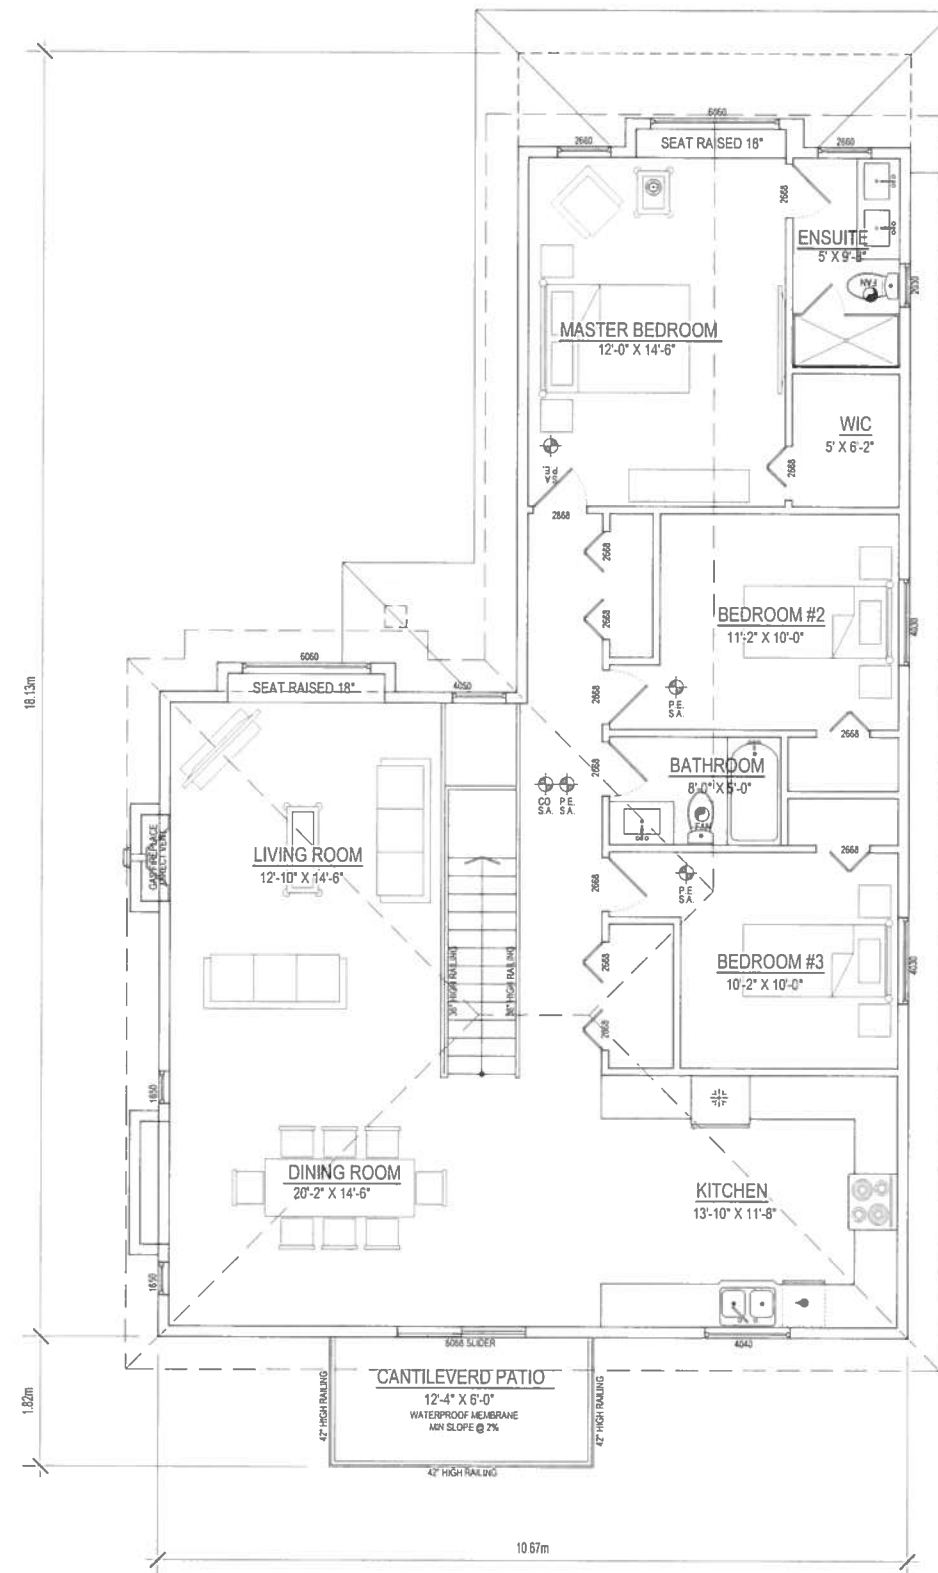 6060
2660
SEAT RAISED 18"
2660
2668
ENSUITE
5' X 9'-8"
FAN
2030
MASTER BEDROOM
12'-0" X 14'-6"
WIC
5' X 6'-2"
2668
2868
2668
2668
BEDROOM #2
11'-2" X 10'-0"
4030
18.13m
6060
SEAT RAISED 18"
4050
2668
P.E.
S.A.
2668
2668
BATHROOM
8'-0" X 5'-0"
FAN
CO P.E.
S.A. S.A.
GAS FIREPLACE
DIRECT VENT
LIVING ROOM
12'-10" X 14'-6"
2668
2668
P.E.
S.A.
36" HIGH RAILING
36" HIGH RAILING
2668
BEDROOM #3
10'-2" X 10'-0"
4030
2668
1650
DINING ROOM
20'-2" X 14'-6"
KITCHEN
13'-10" X 11'-8"
1650
6068 SLIDER
4040
1.82m
42" HIGH RAILING
CANTILEVERD PATIO
12'-4" X 6'-0"
WATERPROOF MEMBRANE
MIN SLOPE @ 2%
42" HIGH RAILING
42" HIGH RAILING
10.67m